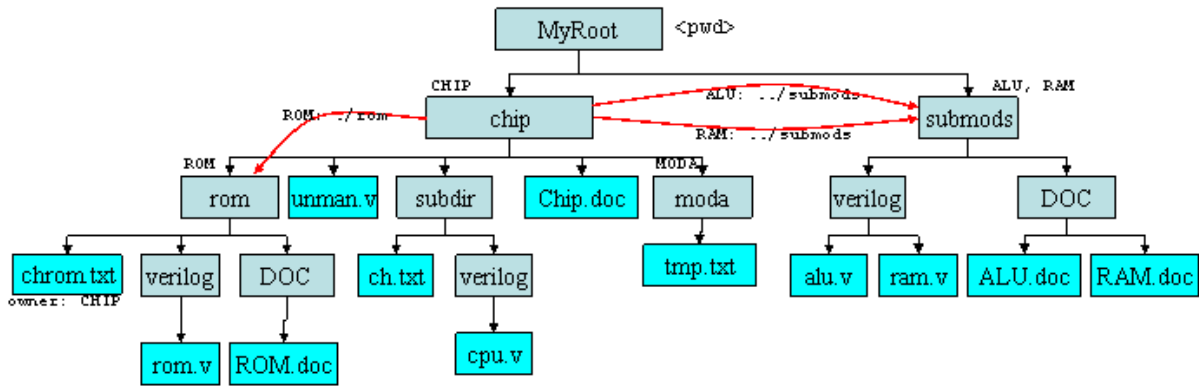 MyRoot <pwd>
CHIP
ALU, RAM
ALU: ../submods
ROM: ./rom
chip
submods
RAM: ../submods
ROM
MODA
rom
unman.v
subdir
Chip.doc
moda
verilog
DOC
chrom.txt
owner: CHIP
verilog
DOC
ch.txt
verilog
tmp.txt
alu.v
ram.v
ALU.doc
RAM.doc
rom.v
ROM.doc
cpu.v